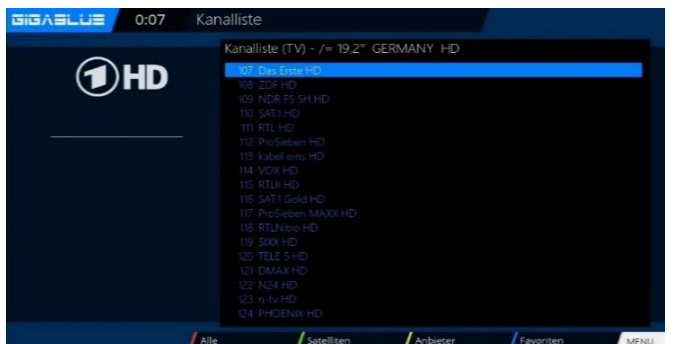 GIGABLUE 0:07 Kanalliste
Kanalliste (TV) - /= 19.2° GERMANY HD
HD
107 Das Erste HD
108 ZDF HD
109 NDR FS SH HD
110 SAT.1 HD
111 RTL HD
112 ProSieben HD
113 kabel eins HD
114 VOX HD
115 RTLII HD
116 SAT.1 Gold HD
117 ProSieben MAXX HD
118 RTLNitro HD
119 SIXX HD
120 TELE 5 HD
121 DMAX HD
122 N24 HD
123 n-tv HD
124 PHOENIX HD
Alle Satelliten Anbieter Favoriten MENU